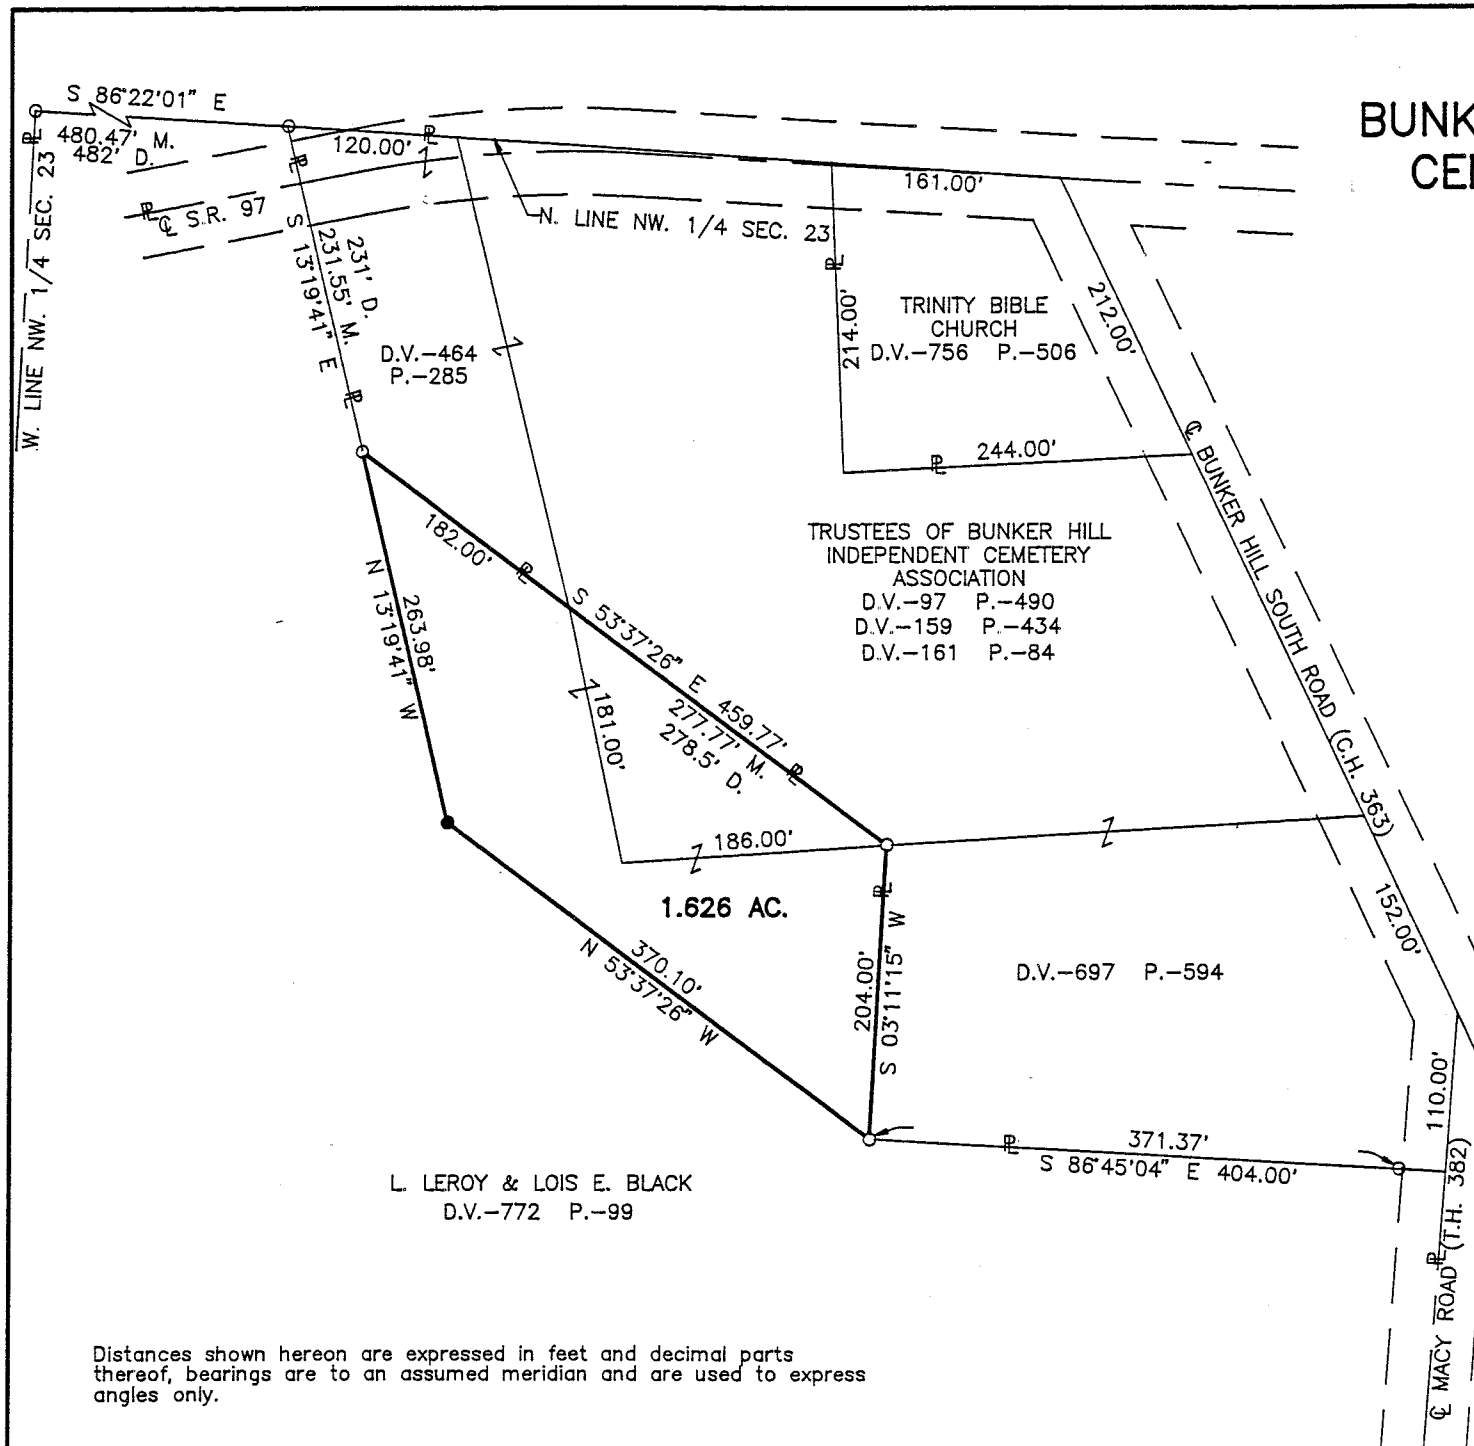 S 86°22'01" E
480.47' M.
482' D.
W. LINE NW. 1/4 SEC. 23
120.00'
161.00'
BUNK
CE
℄ S.R. 97
N. LINE NW. 1/4 SEC. 23
231' D.
231.55' M.
S 13°19'41" E
D.V.-464
P.-285
214.00'
TRINITY BIBLE
CHURCH
D.V.-756 P.-506
212.00'
244.00'
℄ BUNKER HILL SOUTH ROAD (C.H. 363)
TRUSTEES OF BUNKER HILL
INDEPENDENT CEMETERY
ASSOCIATION
D.V.-97 P.-490
D.V.-159 P.-434
D.V.-161 P.-84
182.00'
S 53°37'26" E 459.77'
277.77' M.
278.5' D.
263.98'
N 13°19'41" W
181.00'
186.00'
1.626 AC.
370.10'
N 53°37'26" W
204.00'
S 03°11'15" W
D.V.-697 P.-594
152.00'
110.00'
371.37'
S 86°45'04" E 404.00'
℄ MACY ROAD (T.H. 382)
L. LEROY & LOIS E. BLACK
D.V.-772 P.-99
Distances shown hereon are expressed in feet and decimal parts
thereof, bearings are to an assumed meridian and are used to express
angles only.